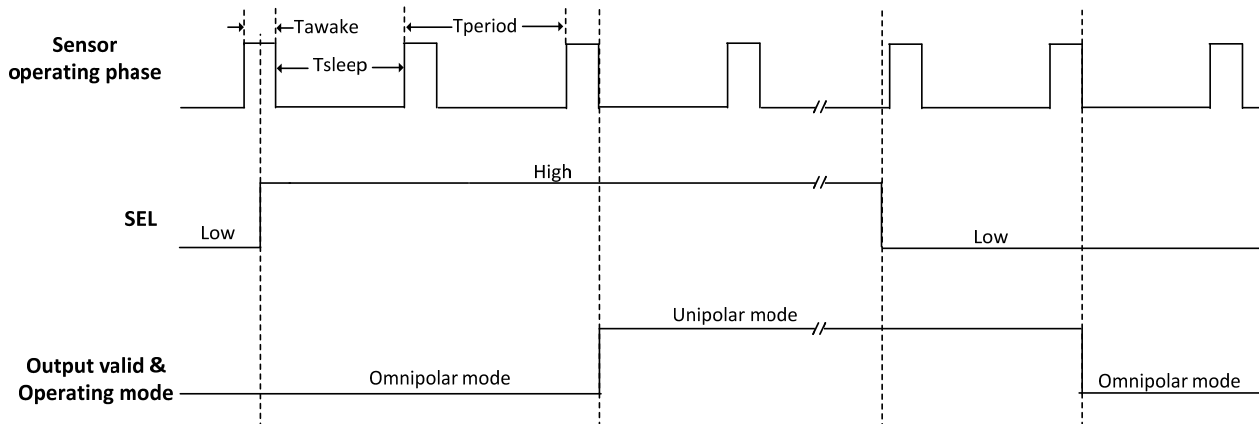 Tawake
Tperiod
Sensor
operating phase
Tsleep
High
SEL
Low
Low
Unipolar mode
Output valid &
Operating mode
Omnipolar mode
Omnipolar mode